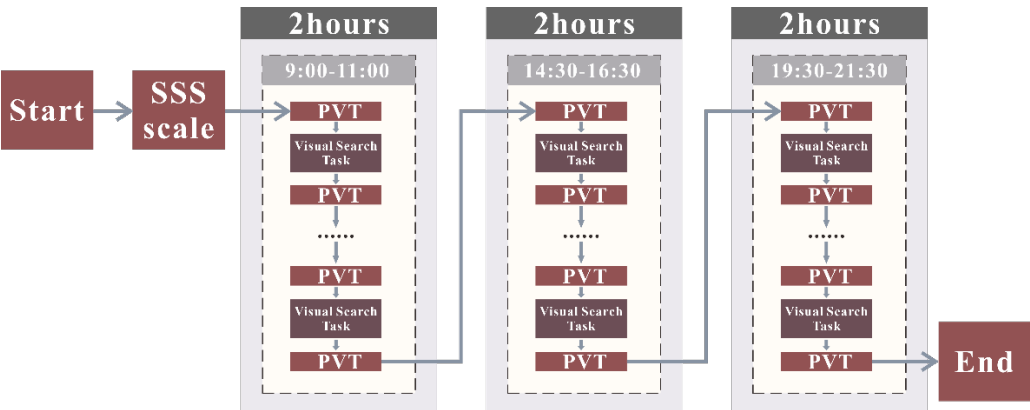 Start
SSS
scale
2hours
9:00-11:00
PVT
Visual Search
Task
PVT
......
PVT
Visual Search
Task
PVT
2hours
14:30-16:30
PVT
Visual Search
Task
PVT
......
PVT
Visual Search
Task
PVT
2hours
19:30-21:30
PVT
Visual Search
Task
PVT
......
PVT
Visual Search
Task
PVT
End